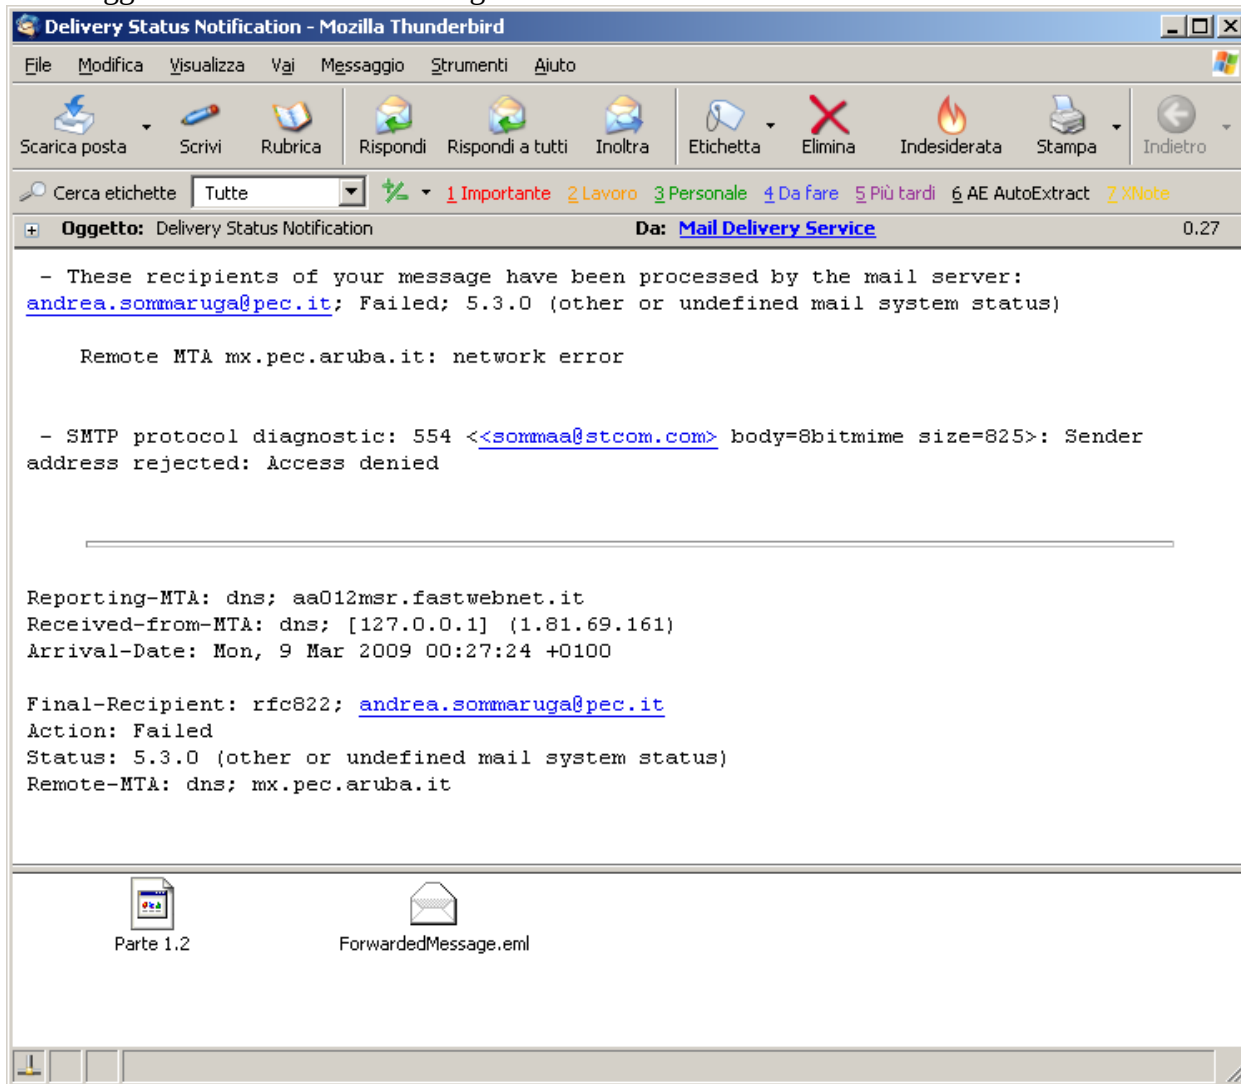 Delivery Status Notification - Mozilla Thunderbird
File Modifica Visualizza Vai Messaggio Strumenti Aiuto
Scarica posta Scrivi Rubrica Rispondi Rispondi a tutti Inoltra Etichetta Elimina Indesiderata Stampa Indietro
Cerca etichette Tutte 1 Importante 2 Lavoro 3 Personale 4 Da fare 5 Più tardi 6 AE AutoExtract 7 XNote
Oggetto: Delivery Status Notification Da: Mail Delivery Service 0.27
- These recipients of your message have been processed by the mail server:
andrea.sommaruga@pec.it; Failed; 5.3.0 (other or undefined mail system status)
Remote MTA mx.pec.aruba.it: network error
- SMTP protocol diagnostic: 554 <<sommaa@stcom.com> body=8bitmime size=825>: Sender
address rejected: Access denied
Reporting-MTA: dns; aa012msr.fastwebnet.it
Received-from-MTA: dns; [127.0.0.1] (1.81.69.161)
Arrival-Date: Mon, 9 Mar 2009 00:27:24 +0100
Final-Recipient: rfc822; andrea.sommaruga@pec.it
Action: Failed
Status: 5.3.0 (other or undefined mail system status)
Remote-MTA: dns; mx.pec.aruba.it
Parte 1.2 ForwardedMessage.eml